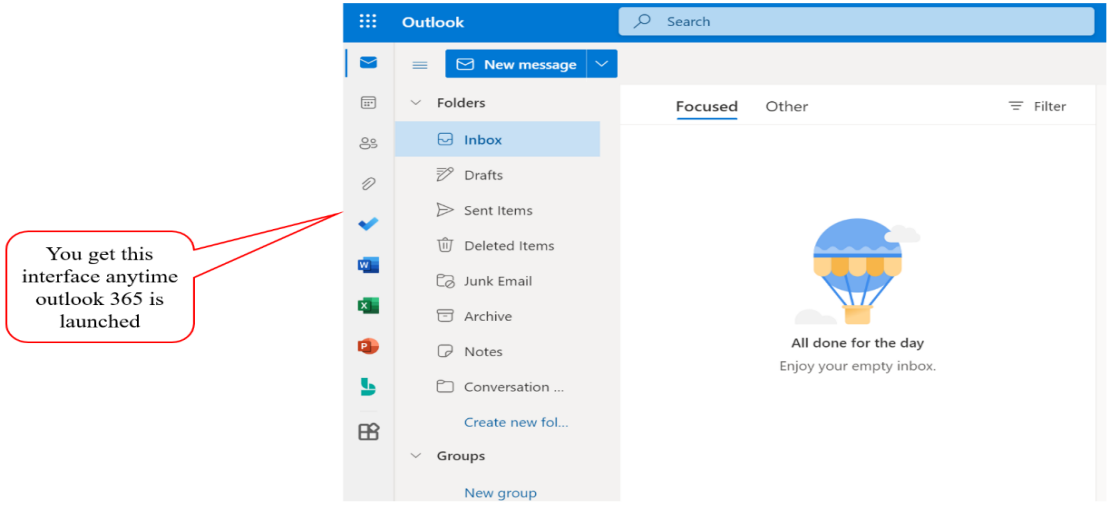 Outlook
Search
New message
Folders
Focused
Other
Filter
Inbox
Drafts
Sent Items
Deleted Items
Junk Email
Archive
Notes
Conversation ...
Create new fol...
Groups
New group
You get this
interface anytime
outlook 365 is
launched
All done for the day
Enjoy your empty inbox.
W
X
P
b